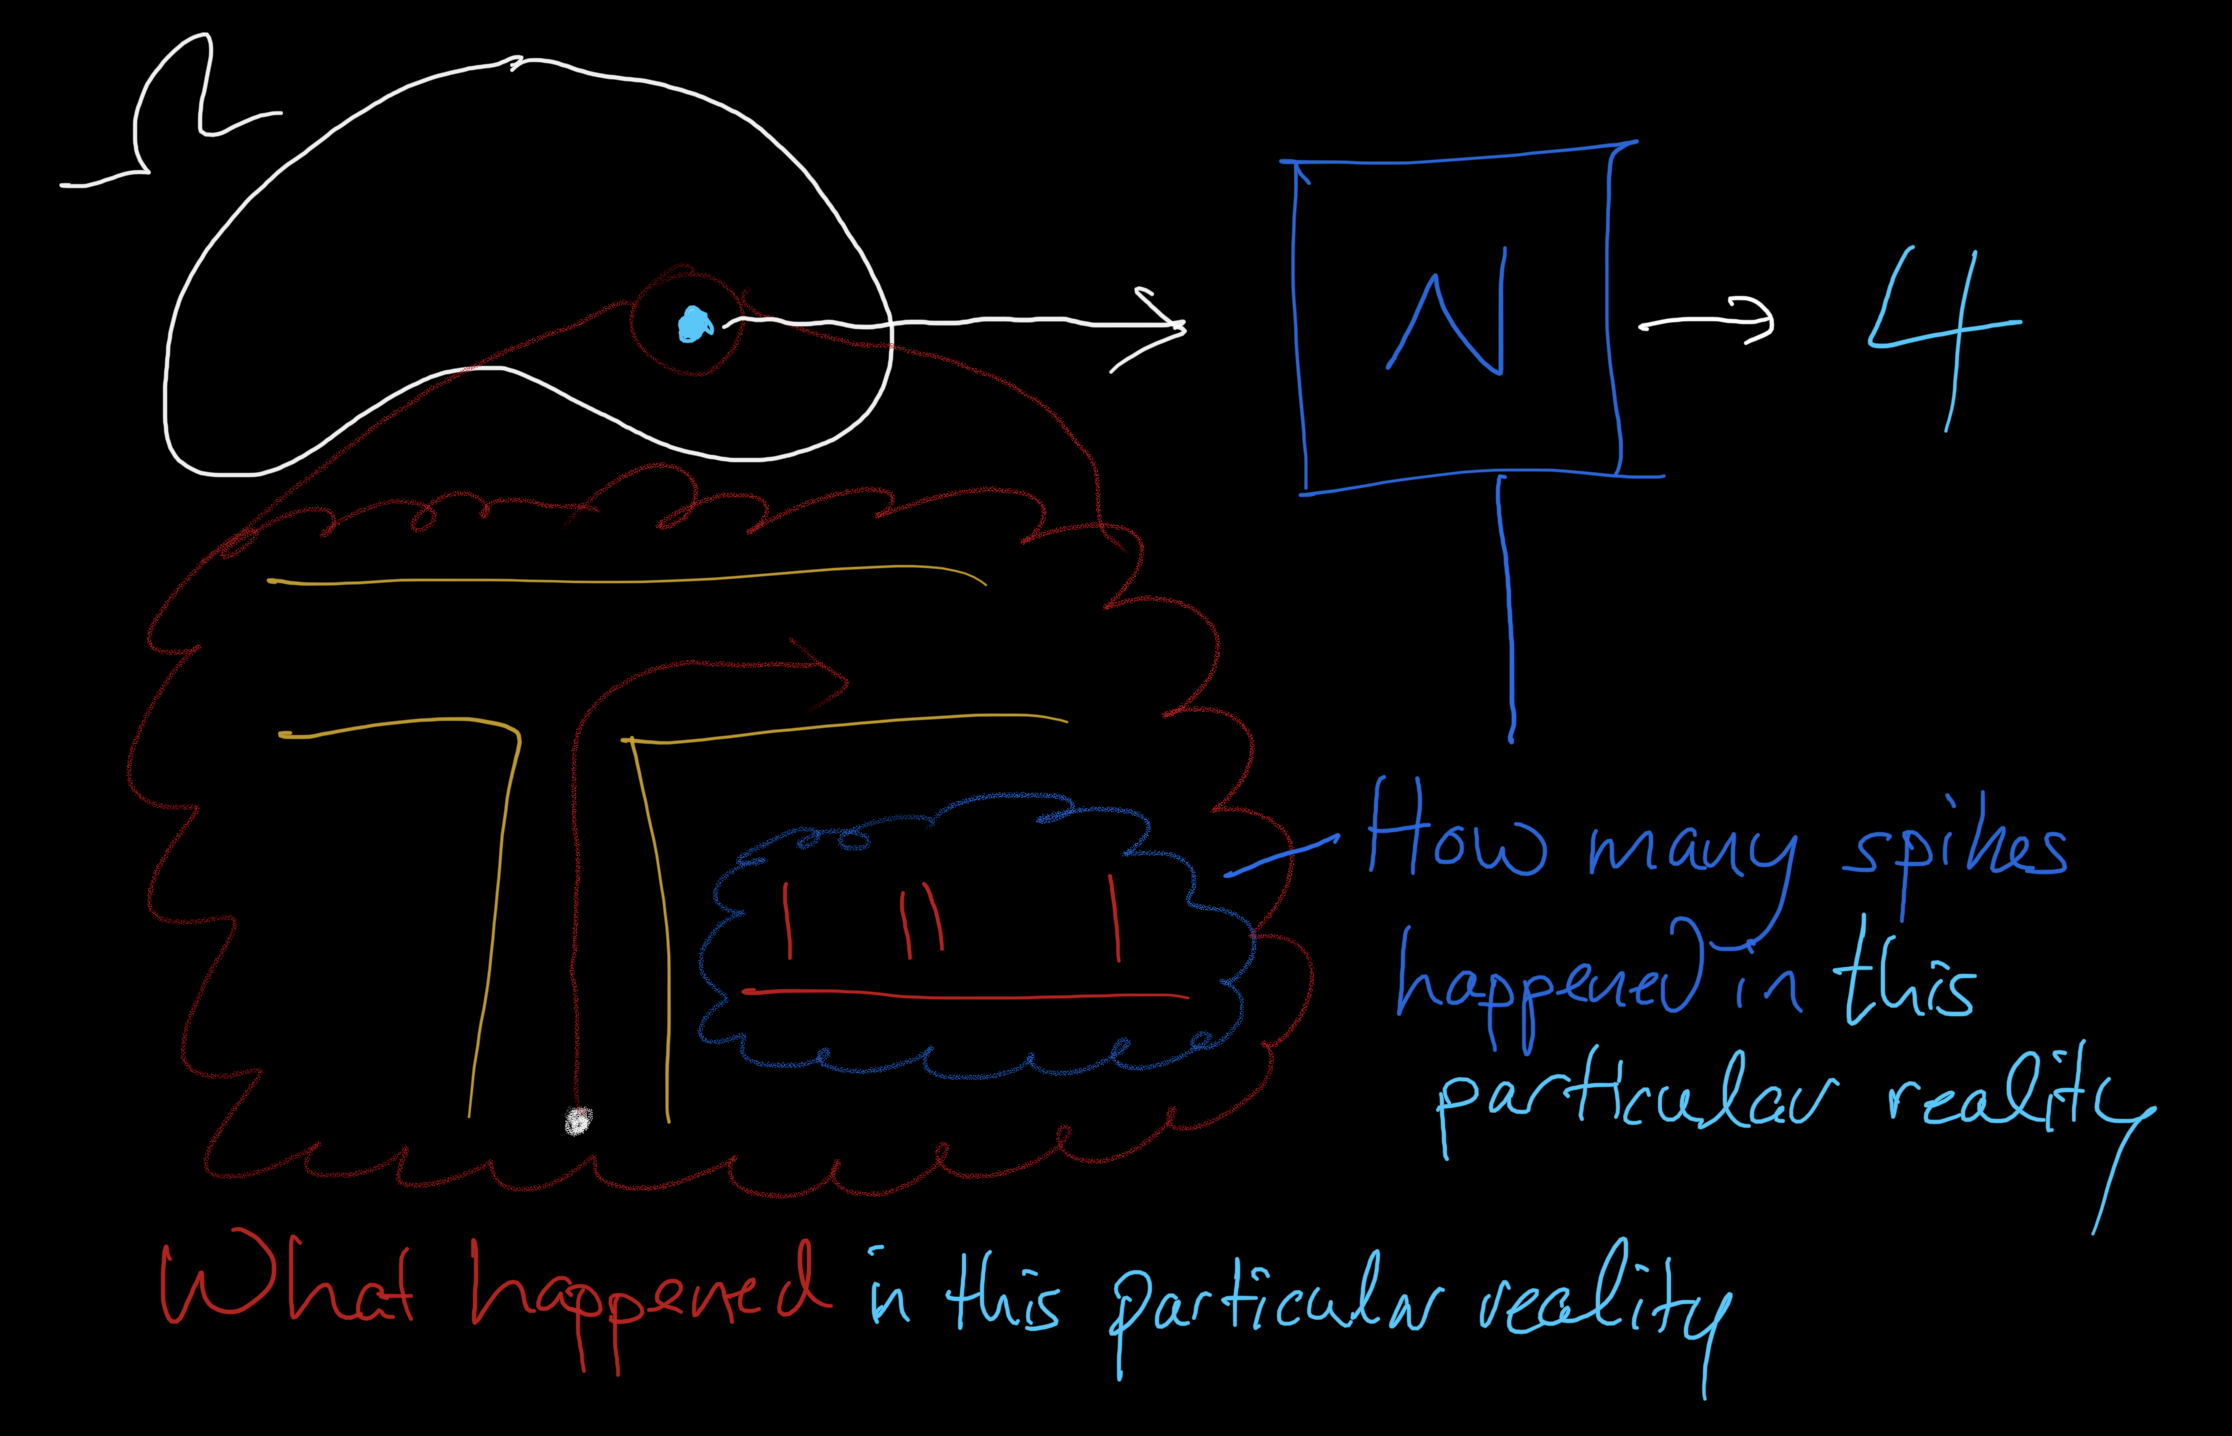 Ω
N
4
How many spikes
happened in this
particular reality
What happened in this particular reality